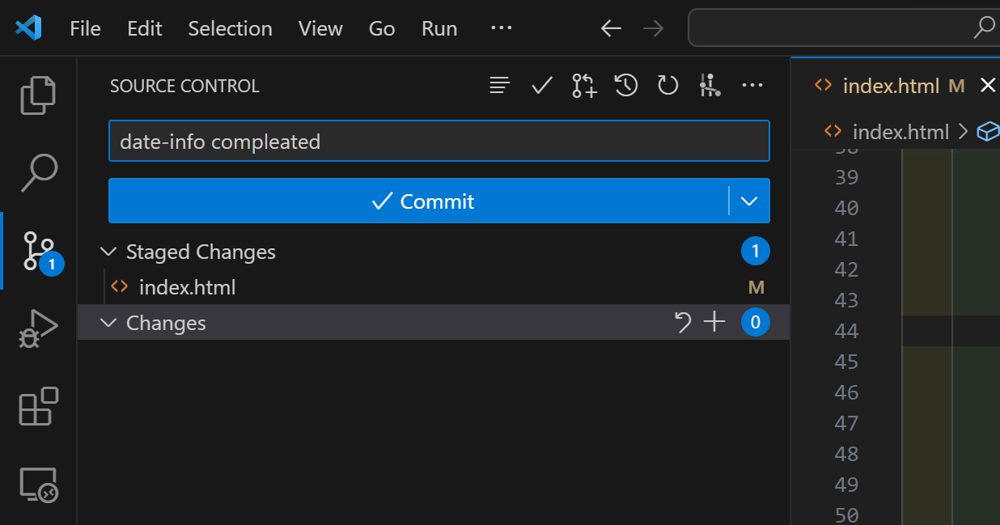 File Edit Selection View Go Run ...
SOURCE CONTROL
index.html M
date-info compleated
index.html
Commit
Staged Changes 1
index.html M
Changes 0
1
38
39
40
41
42
43
44
45
46
47
48
49
50